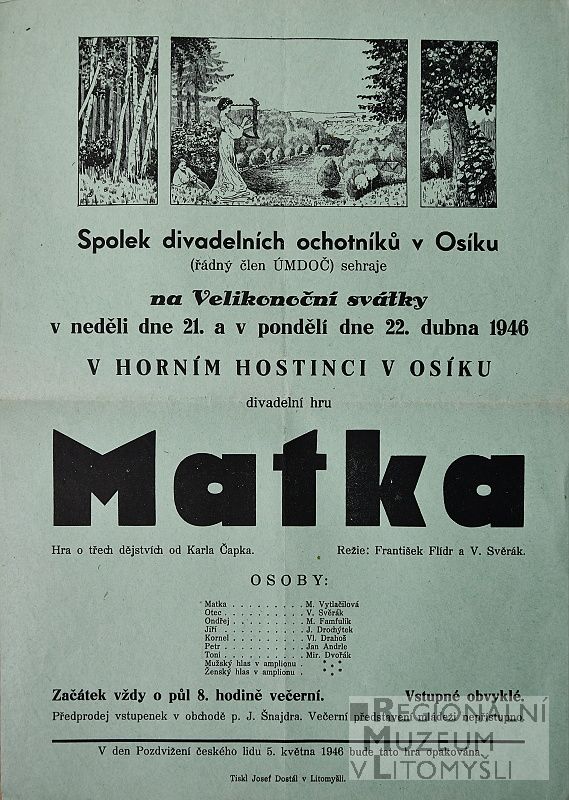 Spolek divadelních ochotníků v Osíku
(řádný člen ÚMDOČ) sehraje
na Velikonoční svátky
v neděli dne 21. a v pondělí dne 22. dubna 1946
V HORNÍM HOSTINCI V OSÍKU
divadelní hru
Matka
Hra o třech dějstvích od Karla Čapka. Režie: František Flídr a V. Svěrák.
OSOBY:
Matka . . . . . . . . . M. Vytlačilová
Otec . . . . . . . . . V. Svěrák
Ondřej . . . . . . . . . M. Famfulík
Jiří . . . . . . . . . J. Drochýtek
Kornel . . . . . . . . . Vl. Drahoš
Petr . . . . . . . . . Jan Andrle
Toni . . . . . . . . . Mir. Dvořák
Mužský hlas v amplionu .
Ženský hlas v amplionu .
Začátek vždy o půl 8. hodině večerní. Vstupné obvyklé.
Předprodej vstupenek v obchodě p. J. Šnajdra. Večerní představení mládeži nepřístupno.
V den Pozdvižení českého lidu 5. května 1946 bude tato hra opakována.
Tiskl Josef Dostál v Litomyšli.
REGIONÁLNÍ
MUZEUM
V LITOMYŠLI